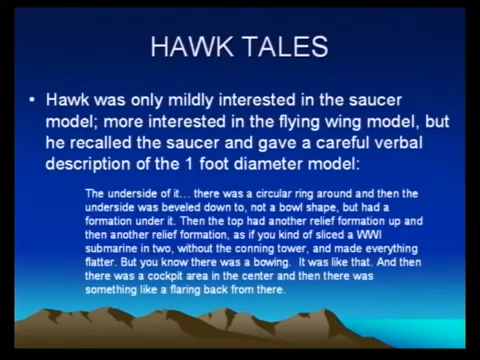 HAWK TALES
• Hawk was only mildly interested in the saucer
model; more interested in the flying wing model, but
he recalled the saucer and gave a careful verbal
description of the 1 foot diameter model:
The underside of it… there was a circular ring around and then the
underside was beveled down to, not a bowl shape, but had a
formation under it. Then the top had another relief formation up and
then another relief formation, as if you kind of sliced a WWI
submarine in two, without the conning tower, and made everything
flatter. But you know there was a bowing. It was like that. And then
there was a cockpit area in the center and then there was
something like a flaring back from there.